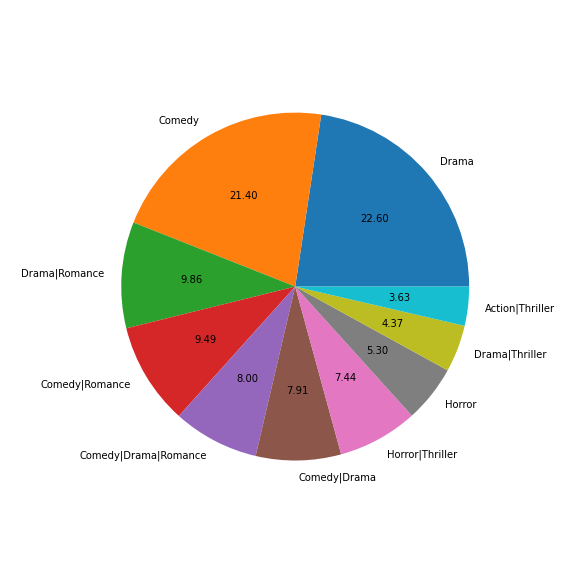 Comedy
Drama
21.40
22.60
Drama|Romance
9.86
3.63
Action|Thriller
4.37
9.49
5.30
Drama|Thriller
Comedy|Romance
8.00
7.91
7.44
Horror
Comedy|Drama|Romance
Horror|Thriller
Comedy|Drama